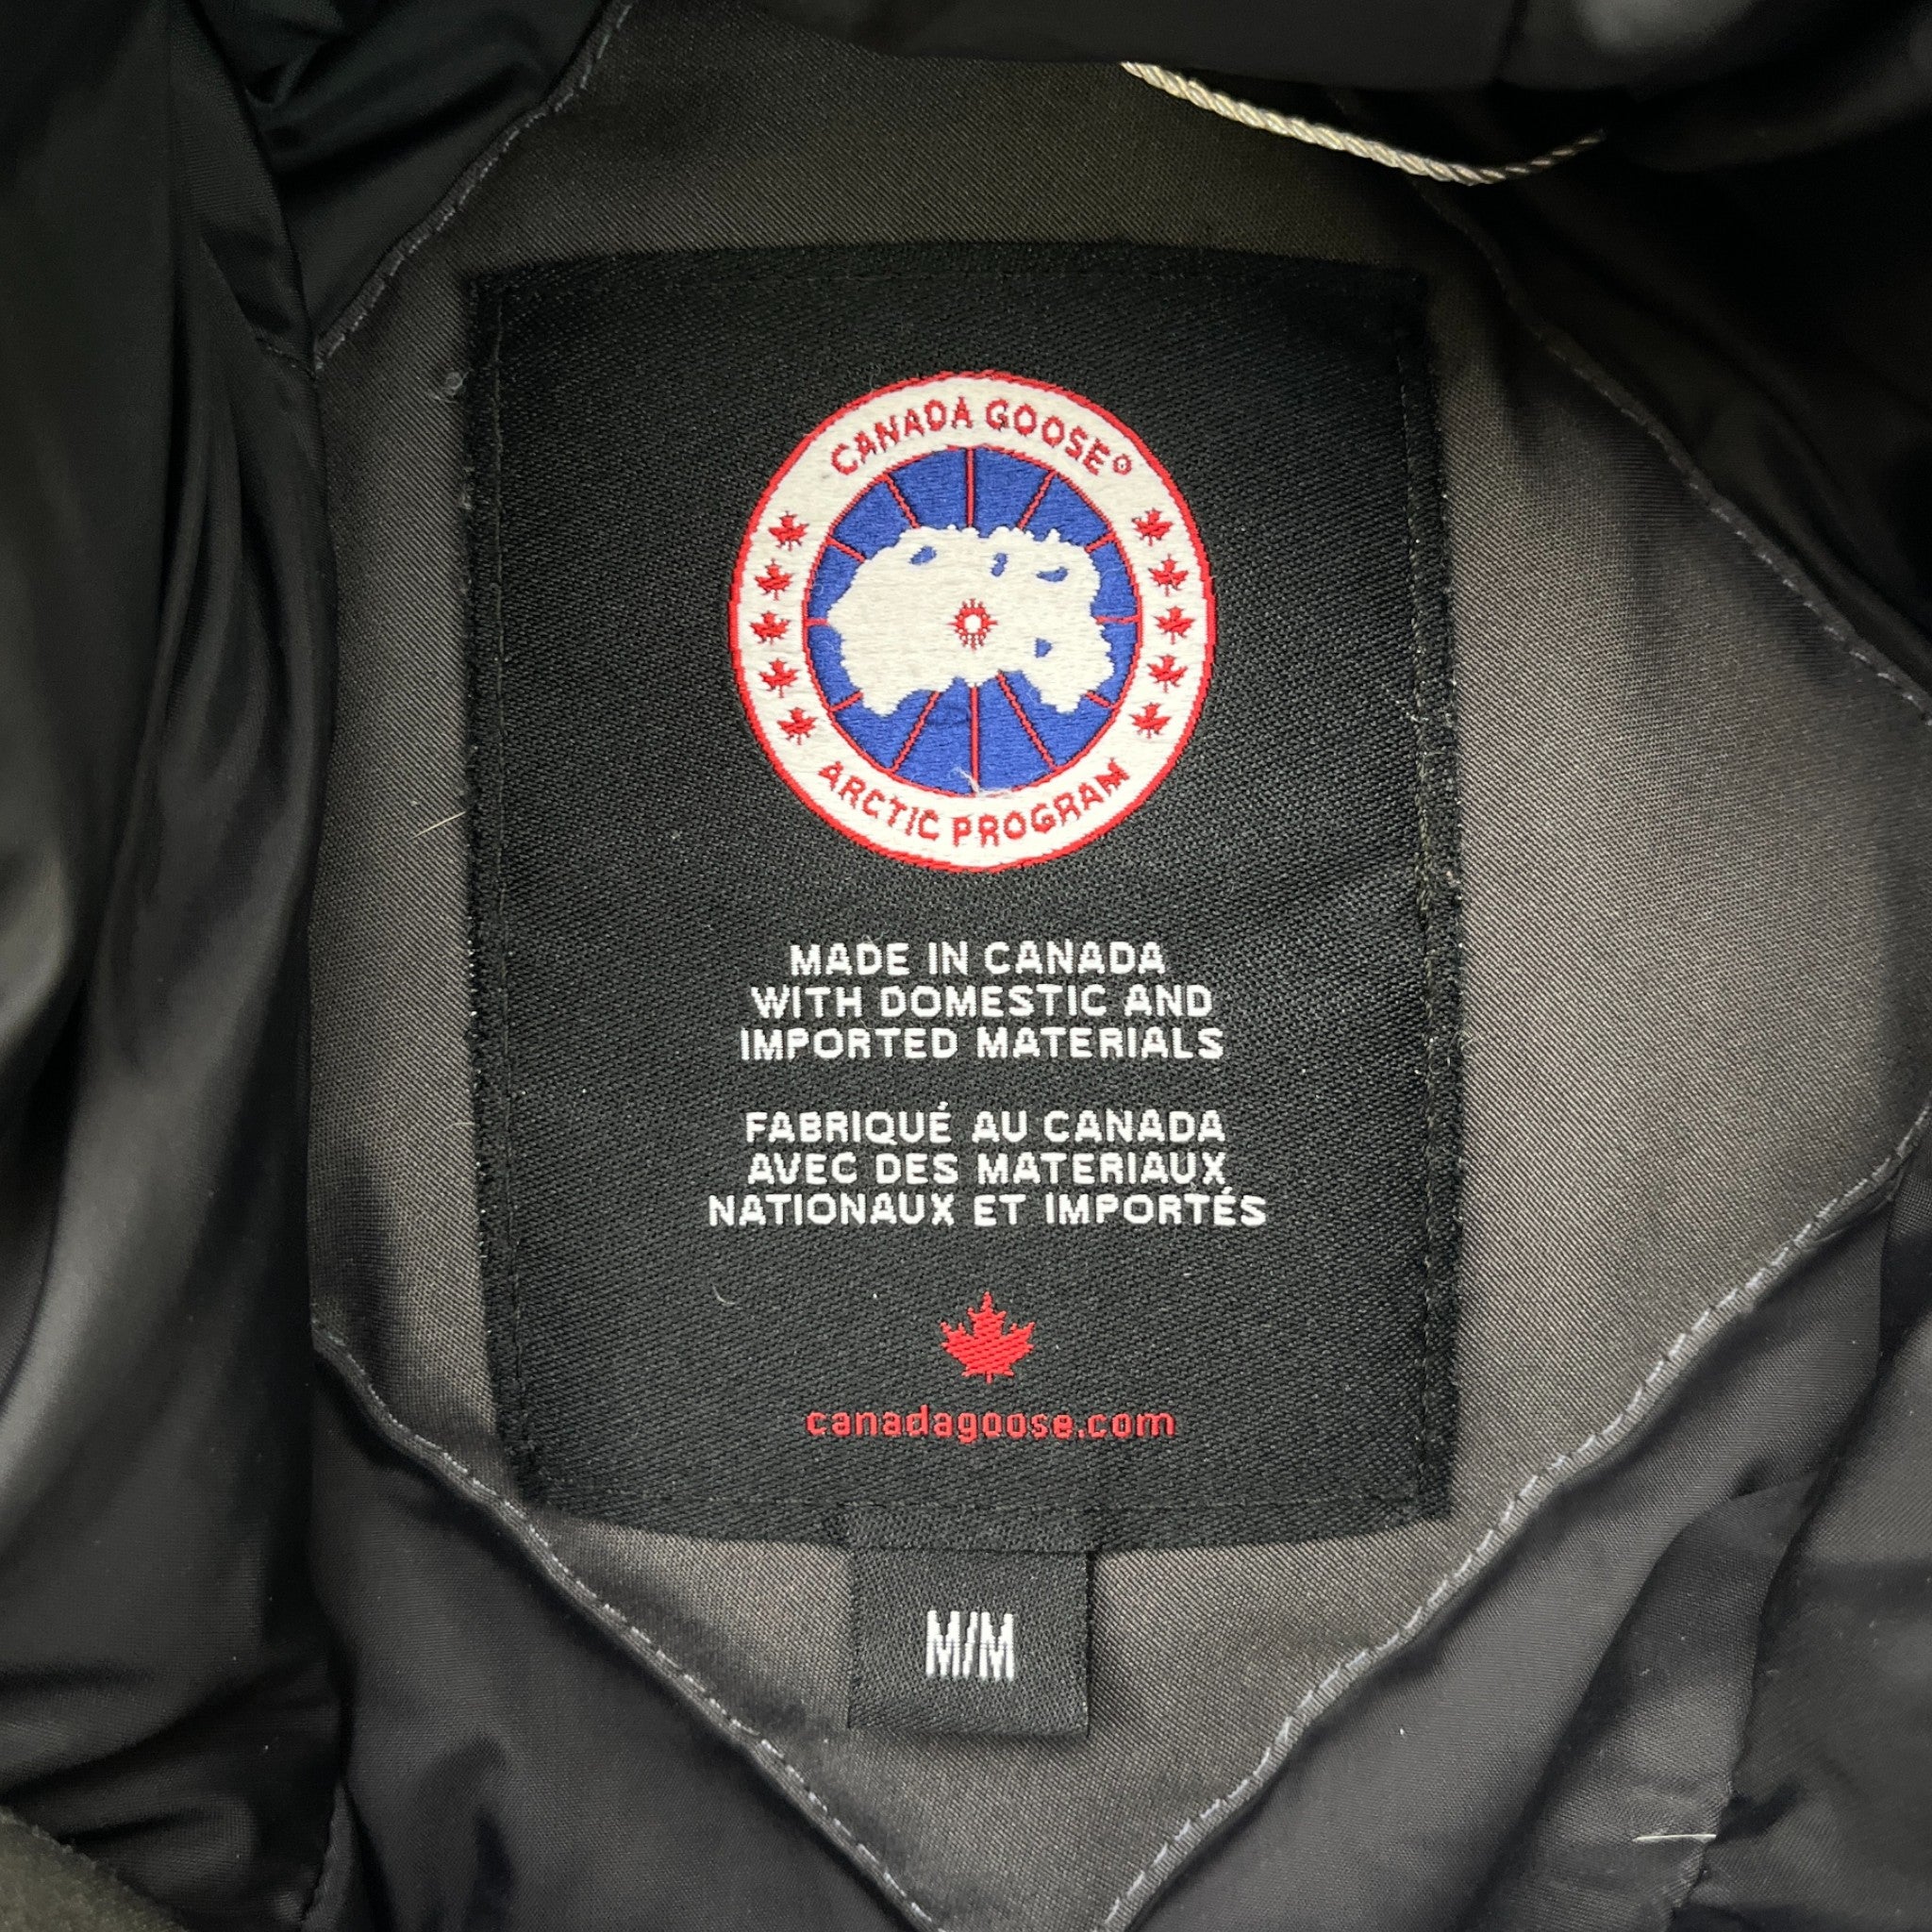 CANADA GOOSE®
ARCTIC PROGRAM
MADE IN CANADA
WITH DOMESTIC AND
IMPORTED MATERIALS
FABRIQUÉ AU CANADA
AVEC DES MATERIAUX
NATIONAUX ET IMPORTÉS
canadagoose.com
M/M